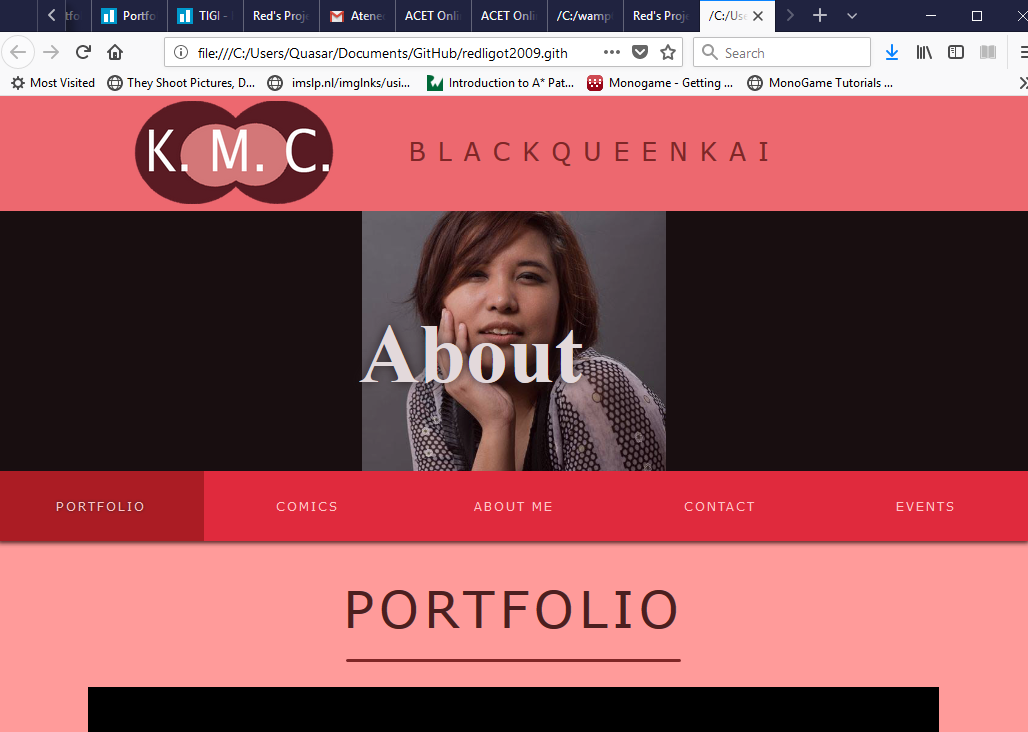 tfo Portfo TIGI - Red's Proje Atene ACET Onli ACET Onli /C:/wamp Red's Proje /C:/Use
file:///C:/Users/Quasar/Documents/GitHub/redligot2009.gith Search
Most Visited They Shoot Pictures, D... imslp.nl/imglnks/usi... Introduction to A* Pat... Monogame - Getting ... MonoGame Tutorials ...
K. M. C. BLACKQUEENKAI
About
PORTFOLIO COMICS ABOUT ME CONTACT EVENTS
PORTFOLIO